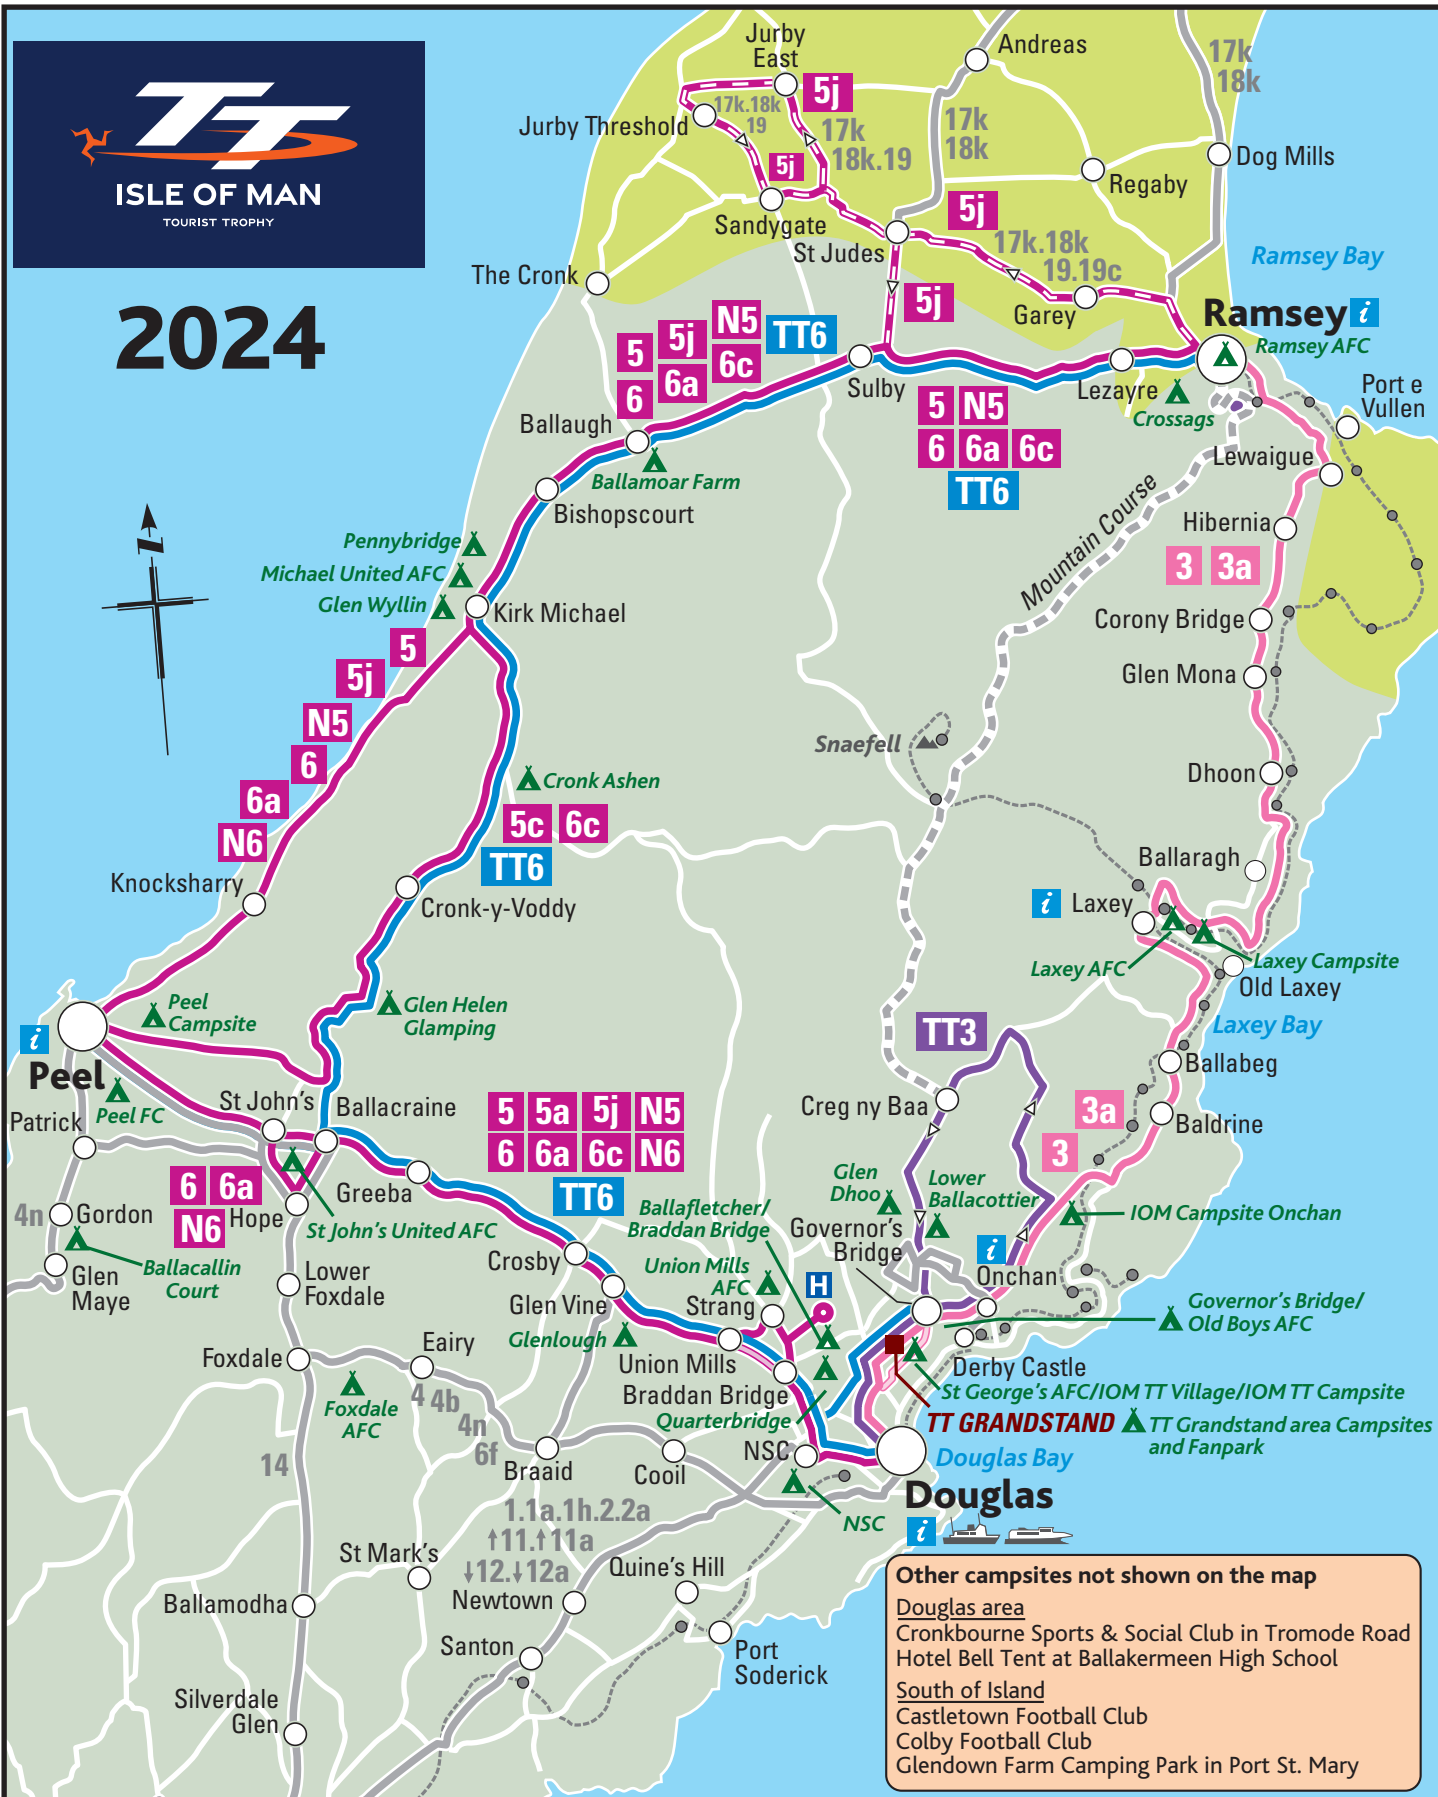 TT
ISLE OF MAN
TOURIST TROPHY
2024
Jurby
East
Andreas
17k
18k
5j
Jurby Threshold
17k.18k
19
17k
18k.19
17k
18k
Dog Mills
5j
Regaby
Sandygate
5j
St Judes
17k.18k
19.19c
Ramsey Bay
The Cronk
5j
Garey
Ramsey
i
Ramsey AFC
5
5j
N5
TT6
6
6a
6c
Sulby
Lezayre
Crossags
Port e
Vullen
5
N5
6
6a
6c
TT6
Ballaugh
Ballamoar Farm
Lewaigue
Bishopscourt
Mountain Course
Hibernia
Pennybridge
Michael United AFC
Glen Wyllin
3
3a
Kirk Michael
Corony Bridge
5
5j
N5
6
6a
N6
Glen Mona
Snaefell
Dhoon
Cronk Ashen
5c
6c
TT6
Ballaragh
Knocksharry
Cronk-y-Voddy
i
Laxey
Laxey AFC
Laxey Campsite
Old Laxey
Laxey Bay
Peel
Campsite
Glen Helen
Glamping
i
Peel
TT3
Ballabeg
Peel FC
St John's
Ballacraine
5
5a
5j
N5
6
6a
6c
N6
TT6
Creg ny Baa
3a
3
Baldrine
Patrick
Greeba
6
6a
N6
Hope
4n
Gordon
St John's United AFC
Ballafletcher/
Braddan Bridge
Glen
Dhoo
Lower
Ballacottier
IOM Campsite Onchan
Governor's
Bridge
i
Onchan
Glen
Maye
Ballacallin
Court
Lower
Foxdale
Crosby
Union Mills
AFC
H
Glen Vine
Strang
Glenlough
Governor's Bridge/
Old Boys AFC
Foxdale
Eairy
Union Mills
Braddan Bridge
Derby Castle
Foxdale
AFC
4
4b
4n
6f
Quarterbridge
St George's AFC/IOM TT Village/IOM TT Campsite
TT GRANDSTAND
TT Grandstand area Campsites
and Fanpark
14
Braaid
Cooil
NSC
Douglas Bay
Douglas
i
NSC
1.1a.1h.2.2a
↑11.↑11a
↓12.↓12a
St Mark's
Quine's Hill
Ballamodha
Newtown
Santon
Port
Soderick
Silverdale
Glen
Other campsites not shown on the map
Douglas area
Cronkbourne Sports & Social Club in Tromode Road
Hotel Bell Tent at Ballakermeen High School
South of Island
Castletown Football Club
Colby Football Club
Glendown Farm Camping Park in Port St. Mary